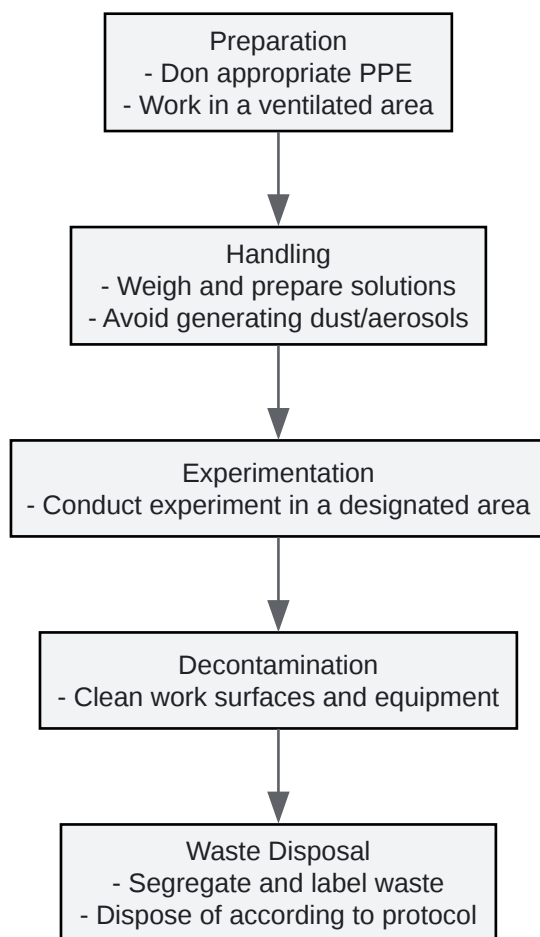 Preparation
- Don appropriate PPE
- Work in a ventilated area
Handling
- Weigh and prepare solutions
- Avoid generating dust/aerosols
Experimentation
- Conduct experiment in a designated area
Decontamination
- Clean work surfaces and equipment
Waste Disposal
- Segregate and label waste
- Dispose of according to protocol